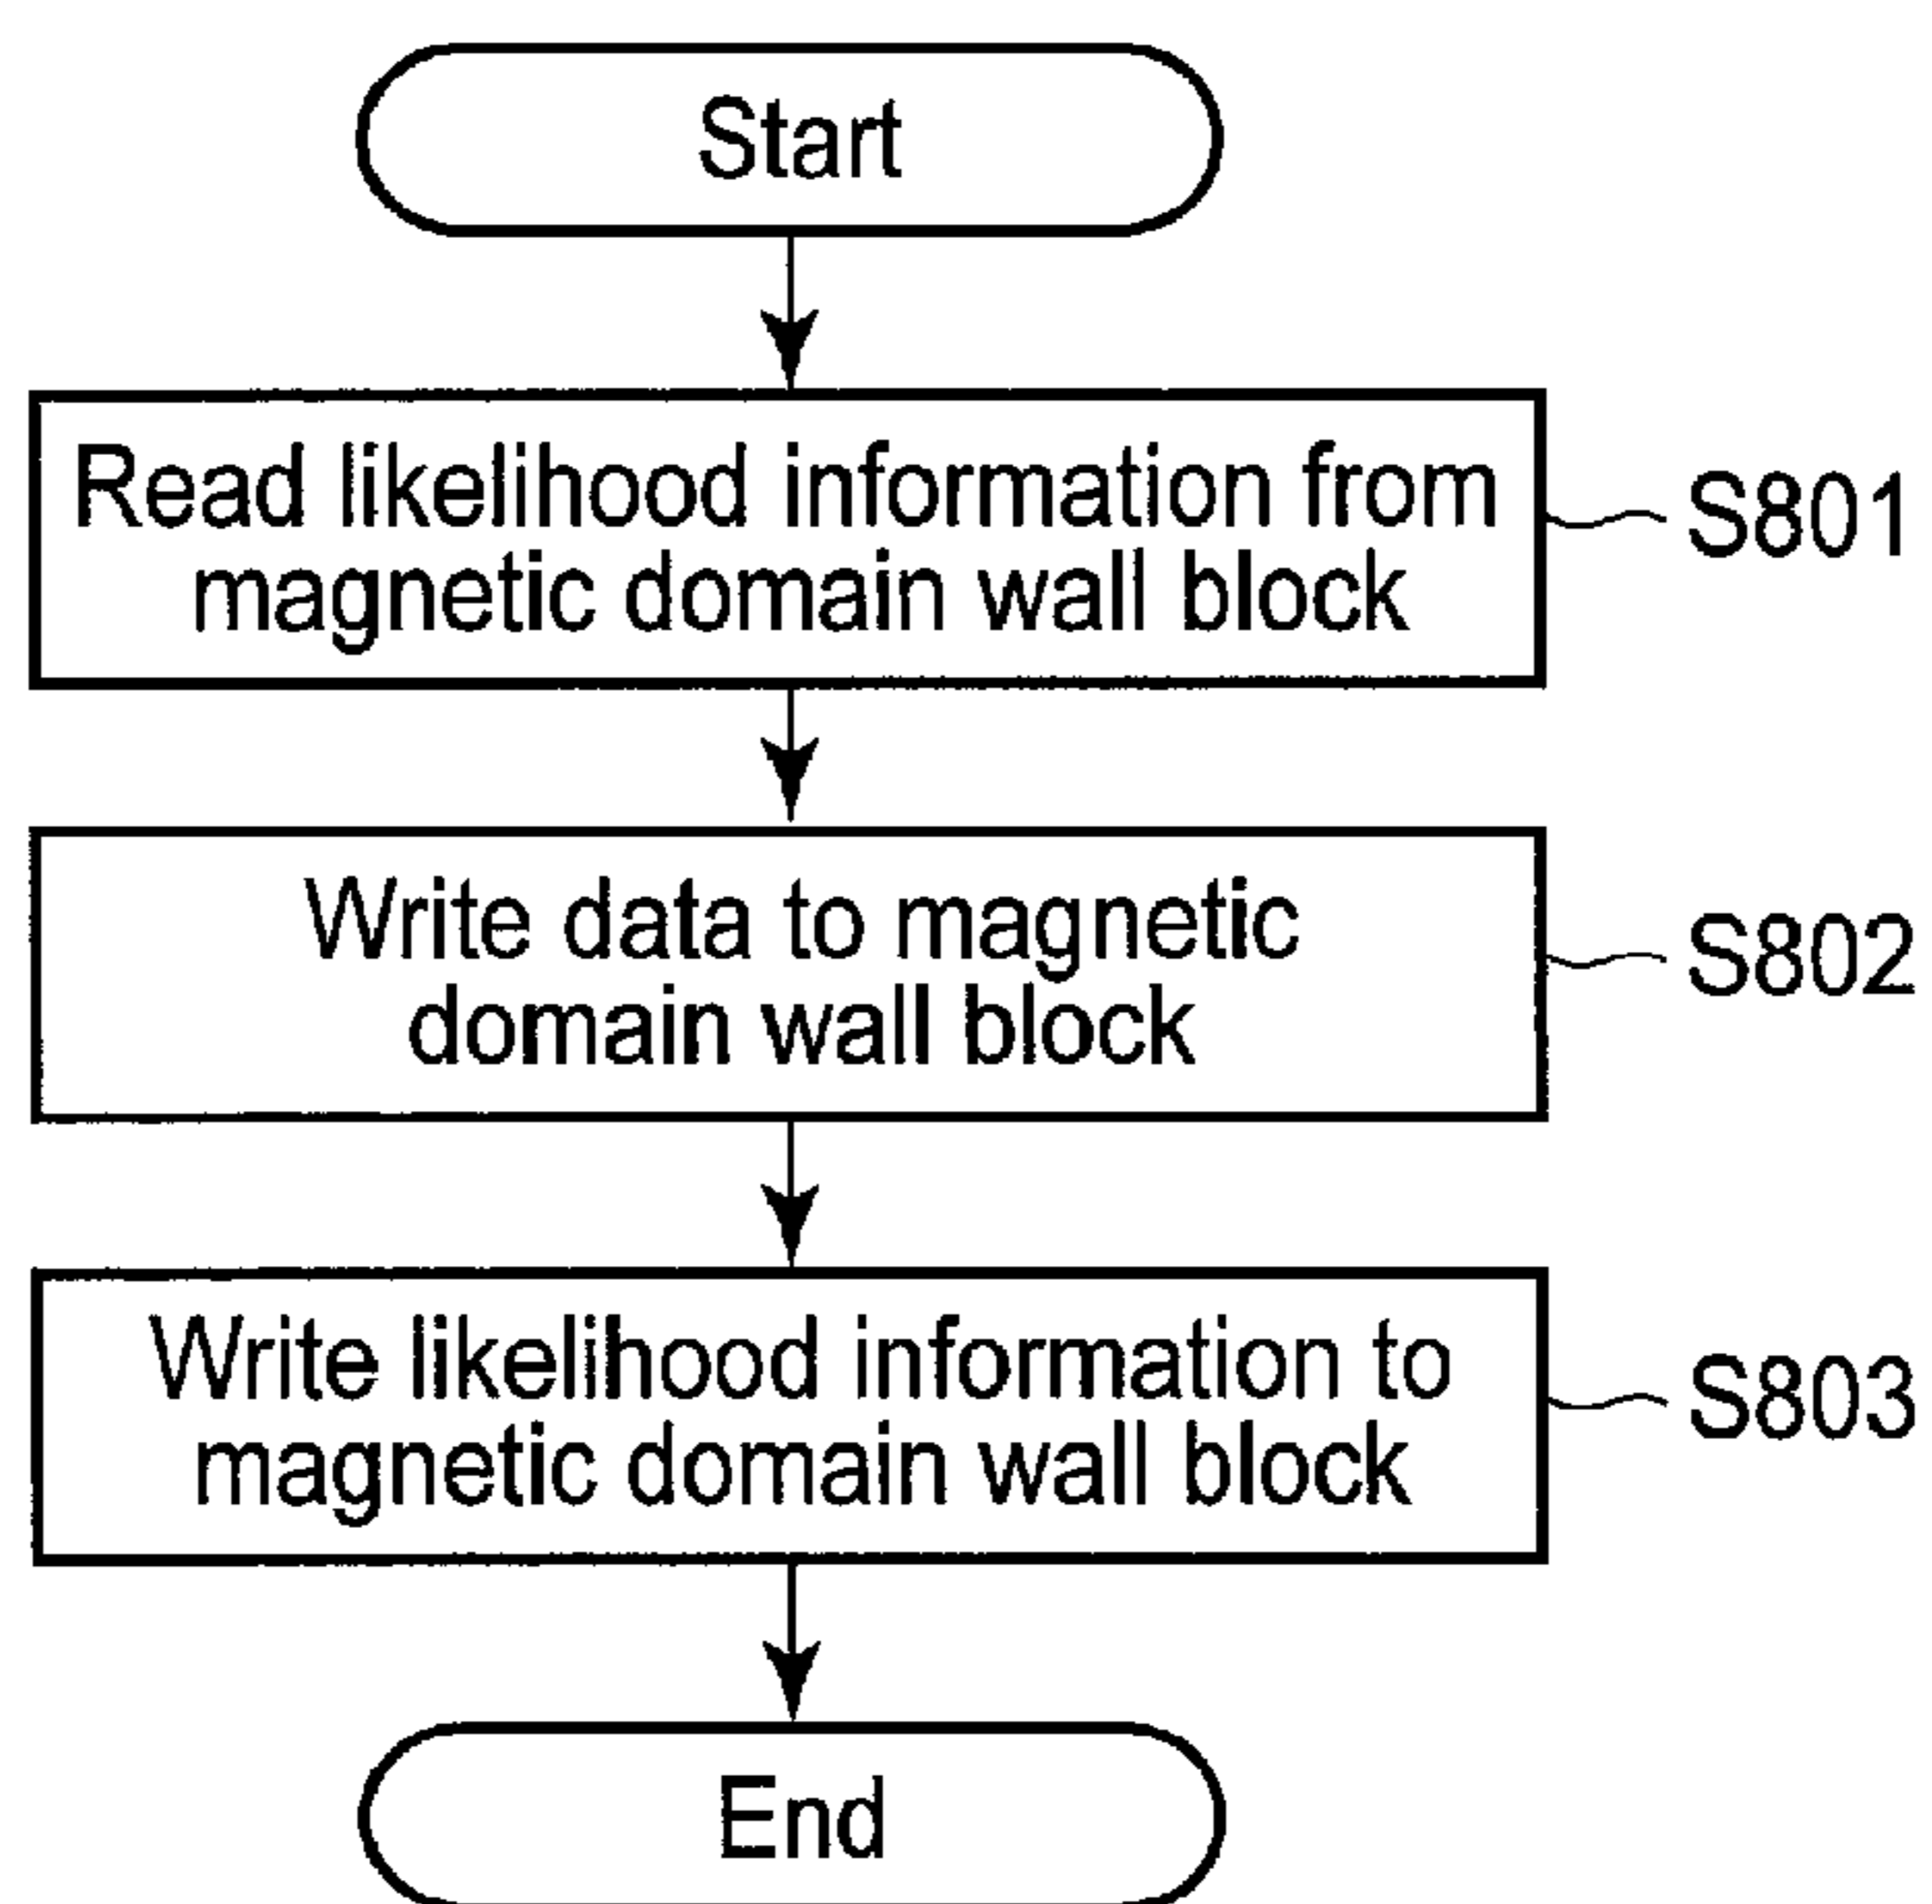 Start
Read likelihood information from
magnetic domain wall block
S801
Write data to magnetic
domain wall block
S802
Write likelihood information to
magnetic domain wall block
S803
End